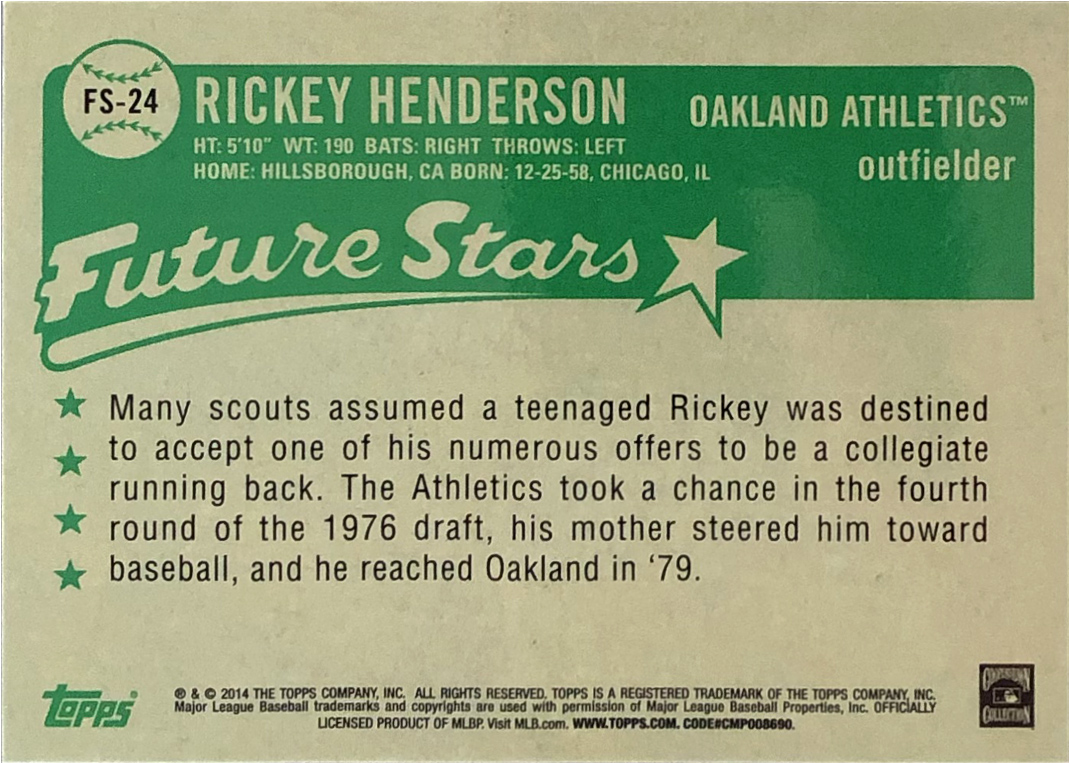 FS-24
RICKEY HENDERSON
OAKLAND ATHLETICS™
outfielder
HT: 5'10" WT: 190 BATS: RIGHT THROWS: LEFT
HOME: HILLSBOROUGH, CA BORN: 12-25-58, CHICAGO, IL
Future Stars
Many scouts assumed a teenaged Rickey was destined
to accept one of his numerous offers to be a collegiate
running back. The Athletics took a chance in the fourth
round of the 1976 draft, his mother steered him toward
baseball, and he reached Oakland in ‘79.
Topps®
® & © 2014 THE TOPPS COMPANY, INC. ALL RIGHTS RESERVED. TOPPS IS A REGISTERED TRADEMARK OF THE TOPPS COMPANY, INC.
Major League Baseball trademarks and copyrights are used with permission of Major League Baseball Properties, Inc. OFFICIALLY
LICENSED PRODUCT OF MLBP. Visit MLB.com. WWW.TOPPS.COM. CODE#CMP008690.
COOPERSTOWN
COLLECTION